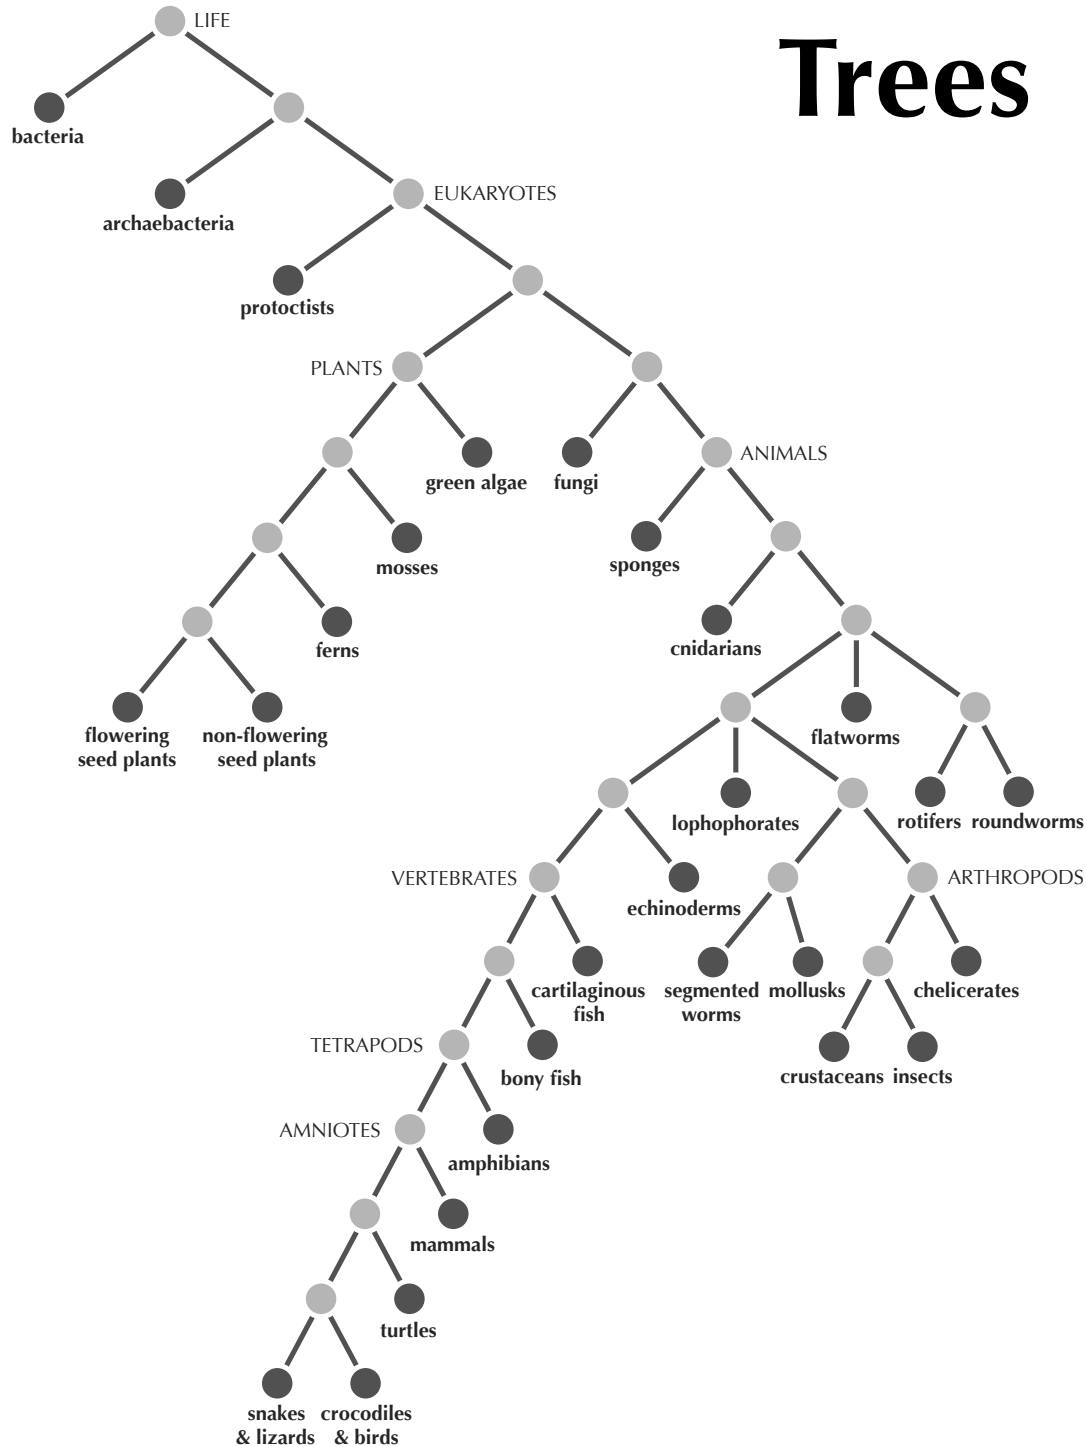 Trees
LIFE
bacteria
archaebacteria
EUKARYOTES
protoctists
PLANTS
green algae
fungi
ANIMALS
mosses
sponges
ferns
cnidarians
flowering
seed plants
non-flowering
seed plants
flatworms
lophophorates
rotifers
roundworms
VERTEBRATES
echinoderms
ARTHROPODS
cartilaginous
fish
segmented
worms
mollusks
chelicerates
TETRAPODS
bony fish
crustaceans
insects
AMNIOTES
amphibians
mammals
turtles
snakes
& lizards
crocodiles
& birds